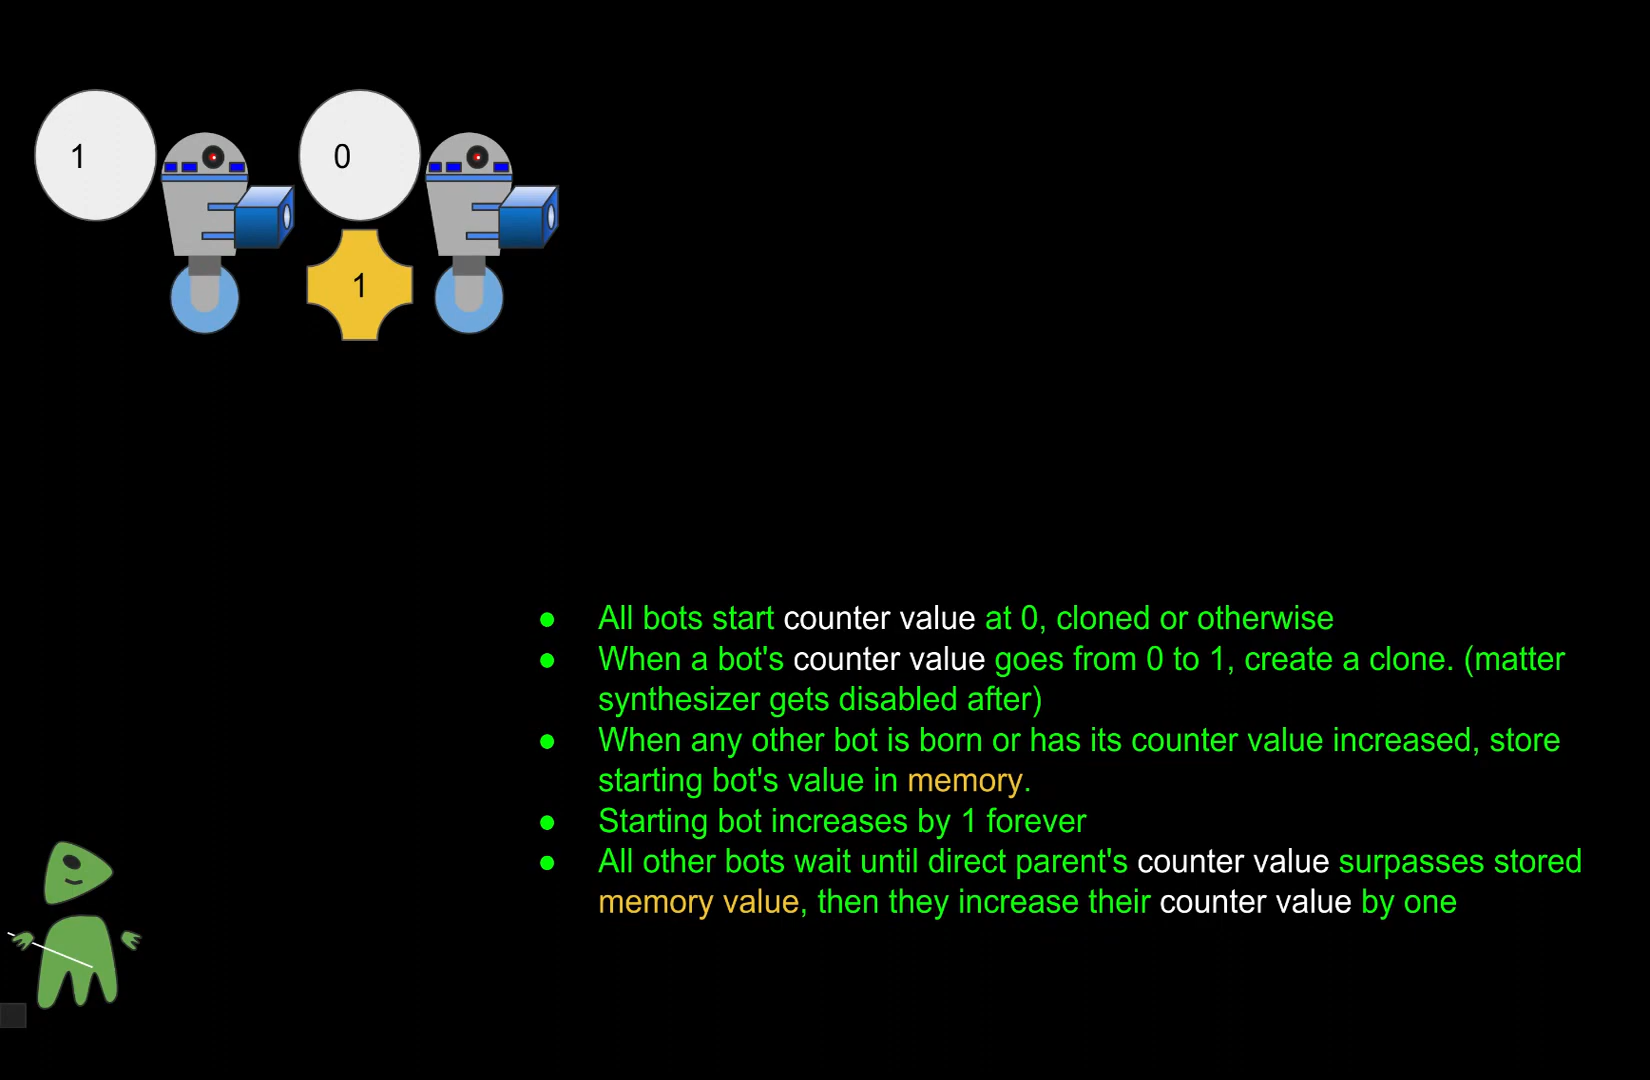 1
0
1
● All bots start counter value at 0, cloned or otherwise
● When a bot's counter value goes from 0 to 1, create a clone. (matter
synthesizer gets disabled after)
● When any other bot is born or has its counter value increased, store
starting bot's value in memory.
● Starting bot increases by 1 forever
● All other bots wait until direct parent's counter value surpasses stored
memory value, then they increase their counter value by one